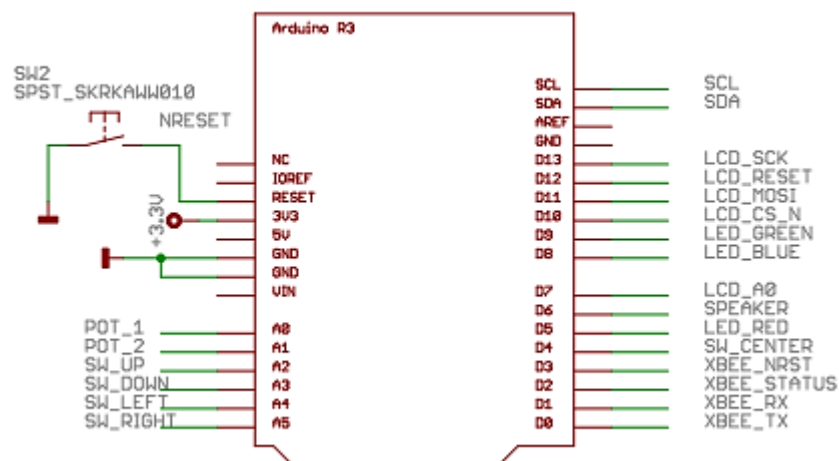 Arduino R3
SW2
SPST_SKRKAWW010
NRESET
+3.3V
NC
IOREF
RESET
3V3
5V
GND
GND
VIN
POT_1 A0
POT_2 A1
SW_UP A2
SW_DOWN A3
SW_LEFT A4
SW_RIGHT A5
SCL SCL
SDA SDA
AREF
GND
D13 LCD_SCK
D12 LCD_RESET
D11 LCD_MOSI
D10 LCD_CS_N
D9 LED_GREEN
D8 LED_BLUE
D7 LCD_A0
D6 SPEAKER
D5 LED_RED
D4 SW_CENTER
D3 XBEE_NRST
D2 XBEE_STATUS
D1 XBEE_RX
D0 XBEE_TX